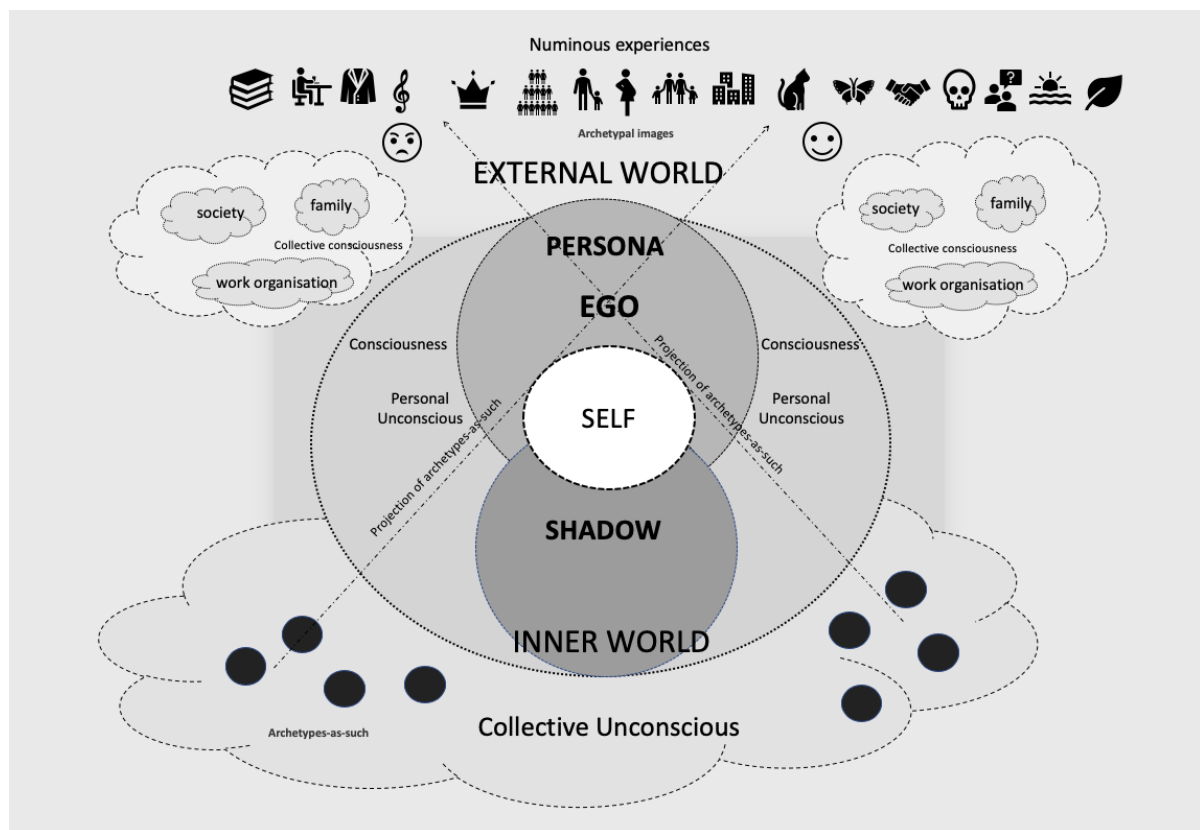 Numinous experiences
?
Archetypal images
EXTERNAL WORLD
society
family
Collective consciousness
work organisation
society
family
Collective consciousness
work organisation
PERSONA
EGO
Consciousness
Consciousness
Personal
Unconscious
Personal
Unconscious
Projection of archetypes-as-such
Projection of archetypes-as-such
SELF
SHADOW
INNER WORLD
Collective Unconscious
Archetypes-as-such